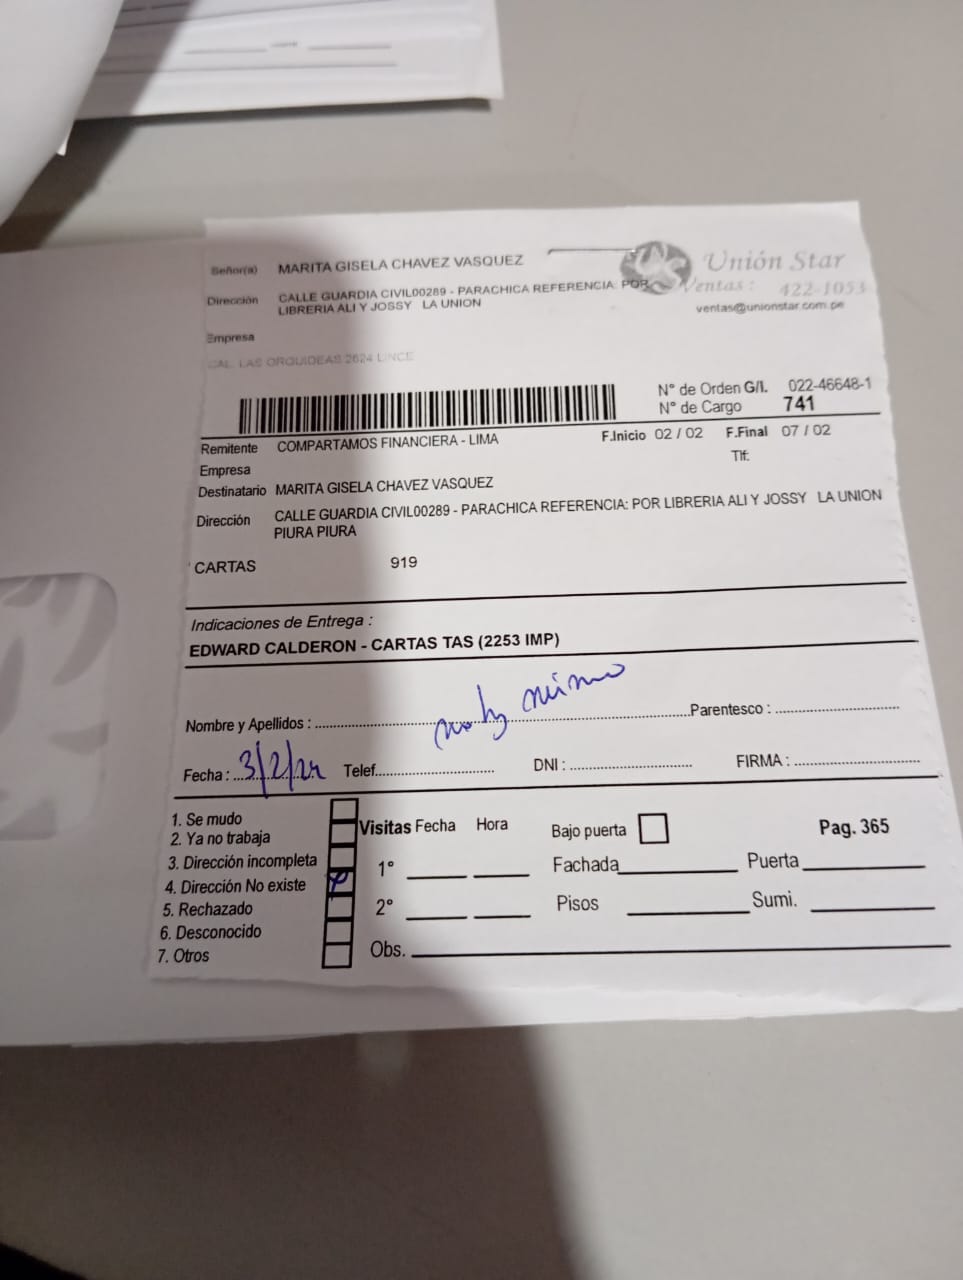 Señor(a) MARITA GISELA CHAVEZ VASQUEZ
Unión Star
Dirección CALLE GUARDIA CIVIL00289 - PARACHICA REFERENCIA: POR
LIBRERIA ALI Y JOSSY LA UNION
Ventas : 422-1053
ventas@unionstar.com.pe
Empresa
CAL. LAS ORQUIDEAS 2624 LINCE
N° de Orden G/I. 022-46648-1
N° de Cargo 741
Remitente COMPARTAMOS FINANCIERA - LIMA
F.Inicio 02 / 02 F.Final 07 / 02
Empresa
Tlf:
Destinatario MARITA GISELA CHAVEZ VASQUEZ
Dirección CALLE GUARDIA CIVIL00289 - PARACHICA REFERENCIA: POR LIBRERIA ALI Y JOSSY LA UNION
PIURA PIURA
CARTAS 919
Indicaciones de Entrega :
EDWARD CALDERON - CARTAS TAS (2253 IMP)
Nombre y Apellidos : no hy Parentesco :
Fecha : 3/2/24 Telef. DNI : FIRMA :
1. Se mudo
2. Ya no trabaja
3. Dirección incompleta
4. Dirección No existe
5. Rechazado
6. Desconocido
7. Otros
Visitas Fecha Hora
1°
2°
Obs.
Bajo puerta
Pag. 365
Fachada Puerta
Pisos Sumi.